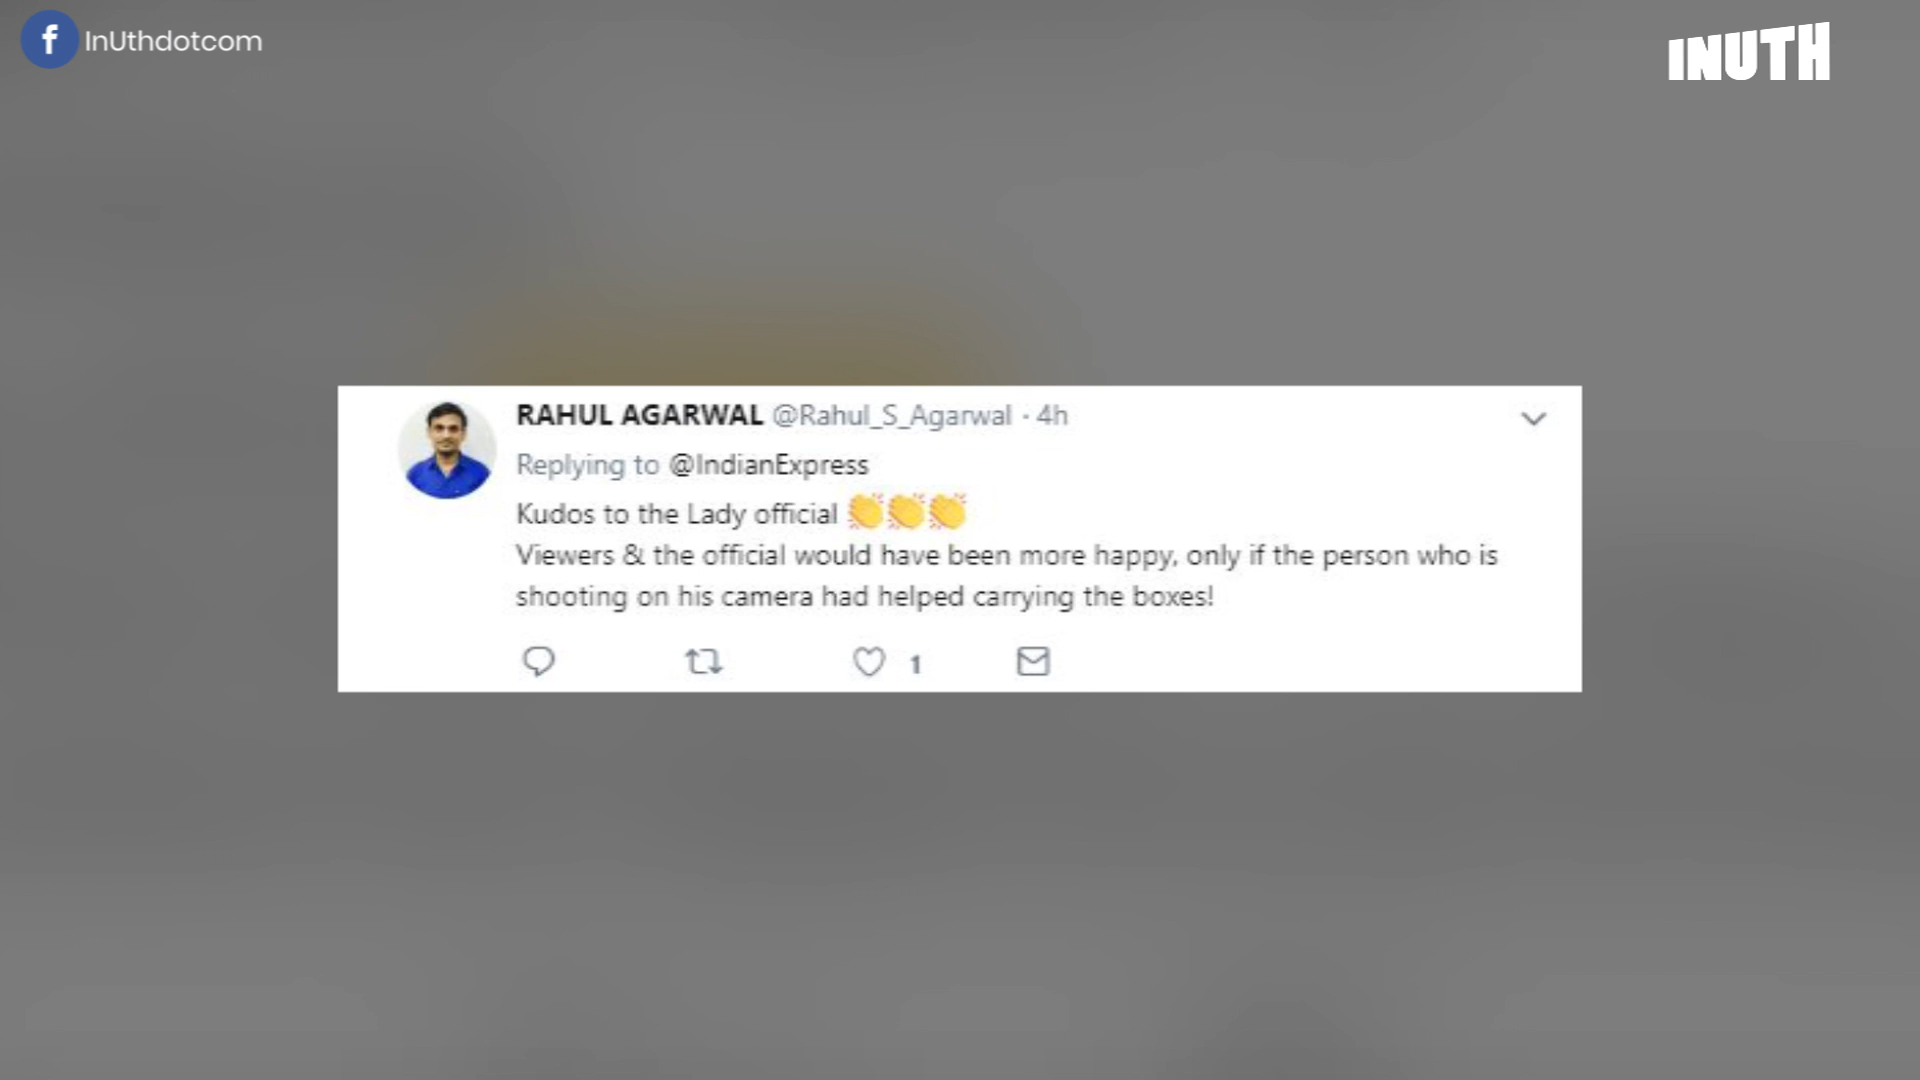 f InUthdotcom
INUTH
RAHUL AGARWAL @Rahul_S_Agarwal · 4h
Replying to @IndianExpress
Kudos to the Lady official 👏👏👏
Viewers & the official would have been more happy, only if the person who is
shooting on his camera had helped carrying the boxes!
1